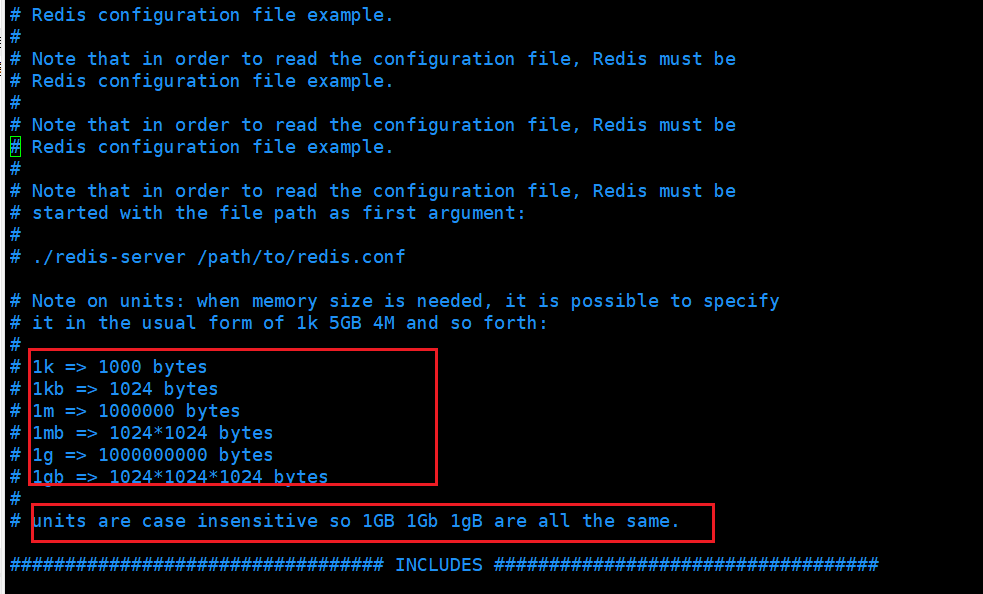 # Redis configuration file example.
#
# Note that in order to read the configuration file, Redis must be
# Redis configuration file example.
#
# Note that in order to read the configuration file, Redis must be
# Redis configuration file example.
#
# Note that in order to read the configuration file, Redis must be
# started with the file path as first argument:
#
# ./redis-server /path/to/redis.conf

# Note on units: when memory size is needed, it is possible to specify
# it in the usual form of 1k 5GB 4M and so forth:
#
# 1k => 1000 bytes
# 1kb => 1024 bytes
# 1m => 1000000 bytes
# 1mb => 1024*1024 bytes
# 1g => 1000000000 bytes
# 1gb => 1024*1024*1024 bytes
#
# units are case insensitive so 1GB 1Gb 1gB are all the same.

################################## INCLUDES ###################################